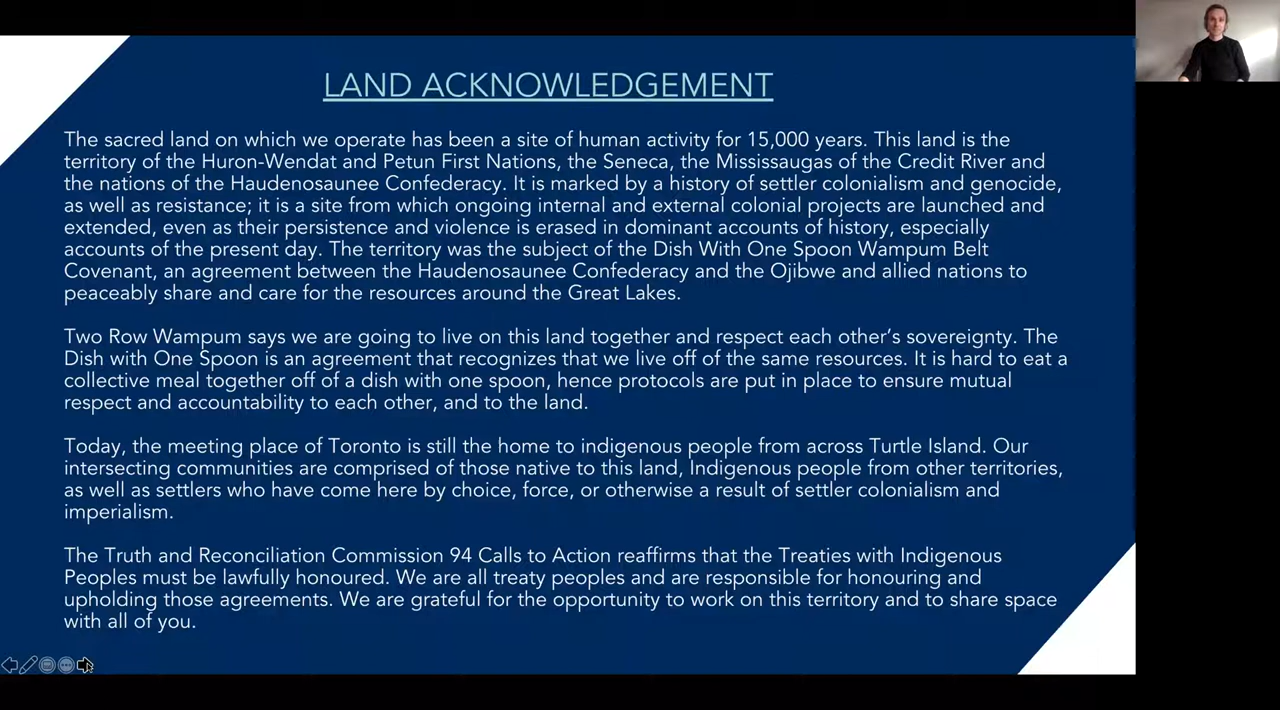 LAND ACKNOWLEDGEMENT
The sacred land on which we operate has been a site of human activity for 15,000 years. This land is the
territory of the Huron-Wendat and Petun First Nations, the Seneca, the Mississaugas of the Credit River and
the nations of the Haudenosaunee Confederacy. It is marked by a history of settler colonialism and genocide,
as well as resistance; it is a site from which ongoing internal and external colonial projects are launched and
extended, even as their persistence and violence is erased in dominant accounts of history, especially
accounts of the present day. The territory was the subject of the Dish With One Spoon Wampum Belt
Covenant, an agreement between the Haudenosaunee Confederacy and the Ojibwe and allied nations to
peaceably share and care for the resources around the Great Lakes.
Two Row Wampum says we are going to live on this land together and respect each other’s sovereignty. The
Dish with One Spoon is an agreement that recognizes that we live off of the same resources. It is hard to eat a
collective meal together off of a dish with one spoon, hence protocols are put in place to ensure mutual
respect and accountability to each other, and to the land.
Today, the meeting place of Toronto is still the home to indigenous people from across Turtle Island. Our
intersecting communities are comprised of those native to this land, Indigenous people from other territories,
as well as settlers who have come here by choice, force, or otherwise a result of settler colonialism and
imperialism.
The Truth and Reconciliation Commission 94 Calls to Action reaffirms that the Treaties with Indigenous
Peoples must be lawfully honoured. We are all treaty peoples and are responsible for honouring and
upholding those agreements. We are grateful for the opportunity to work on this territory and to share space
with all of you.